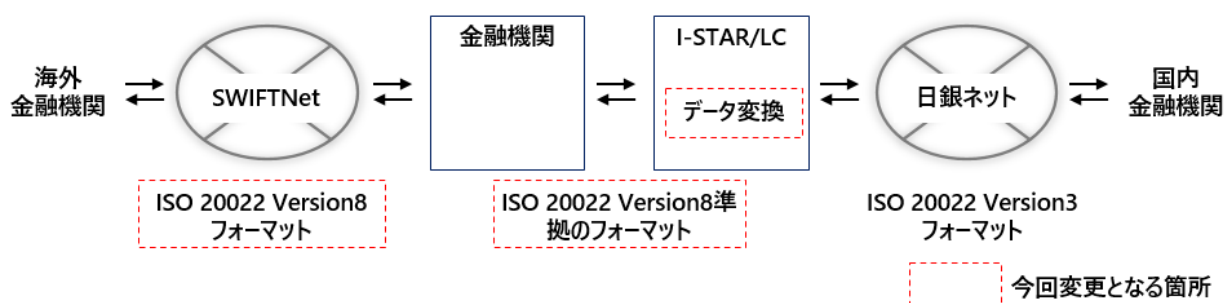 金融機関
I-STAR/LC
海外
金融機関
SWIFTNet
データ変換
日銀ネット
国内
金融機関
ISO 20022 Version8
フォーマット
ISO 20022 Version8準
拠のフォーマット
ISO 20022 Version3
フォーマット
今回変更となる箇所